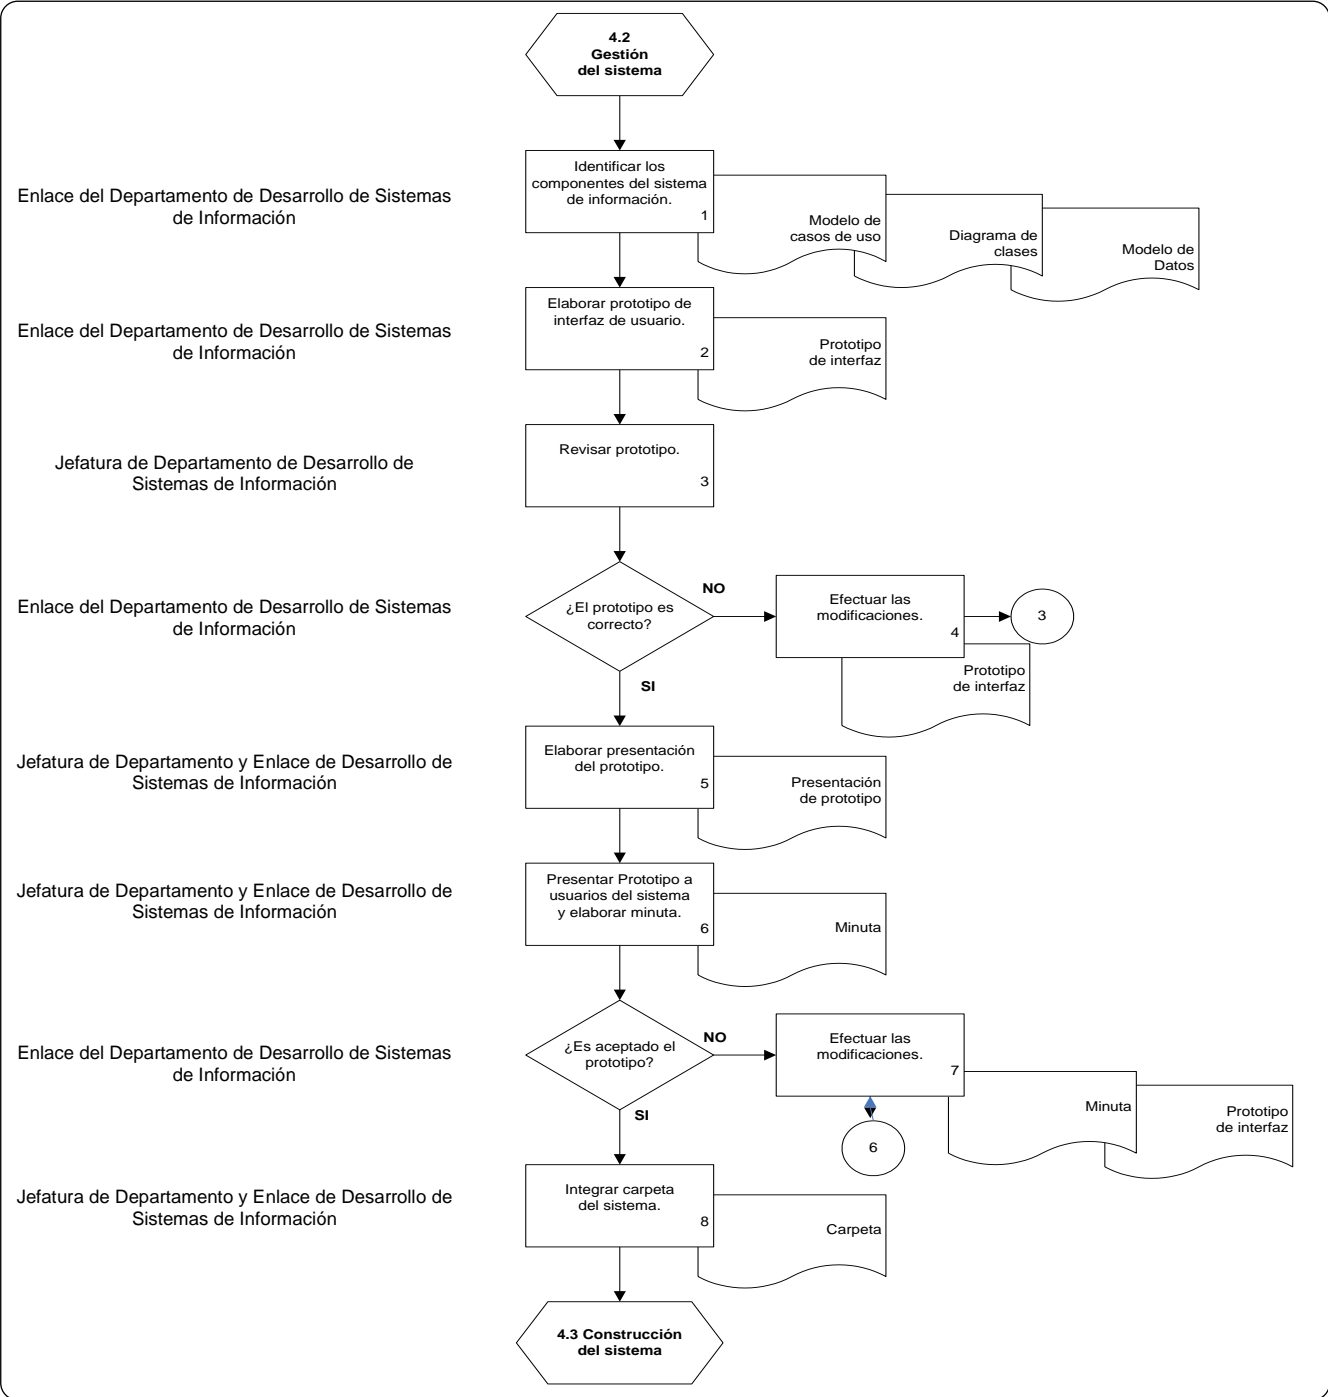 4.2
Gestión
del sistema
Enlace del Departamento de Desarrollo de Sistemas
de Información
Identificar los
componentes del sistema
de información.
1
Modelo de
casos de uso
Diagrama de
clases
Modelo de
Datos
Enlace del Departamento de Desarrollo de Sistemas
de Información
Elaborar prototipo de
interfaz de usuario.
2
Prototipo
de interfaz
Jefatura de Departamento de Desarrollo de
Sistemas de Información
Revisar prototipo.
3
Enlace del Departamento de Desarrollo de Sistemas
de Información
¿El prototipo es
correcto?
NO
Efectuar las
modificaciones.
4
3
Prototipo
de interfaz
SI
Jefatura de Departamento y Enlace de Desarrollo de
Sistemas de Información
Elaborar presentación
del prototipo.
5
Presentación
de prototipo
Jefatura de Departamento y Enlace de Desarrollo de
Sistemas de Información
Presentar Prototipo a
usuarios del sistema
y elaborar minuta.
6
Minuta
Enlace del Departamento de Desarrollo de Sistemas
de Información
¿Es aceptado el
prototipo?
NO
Efectuar las
modificaciones.
7
Minuta
Prototipo
de interfaz
6
SI
Jefatura de Departamento y Enlace de Desarrollo de
Sistemas de Información
Integrar carpeta
del sistema.
8
Carpeta
4.3 Construcción
del sistema